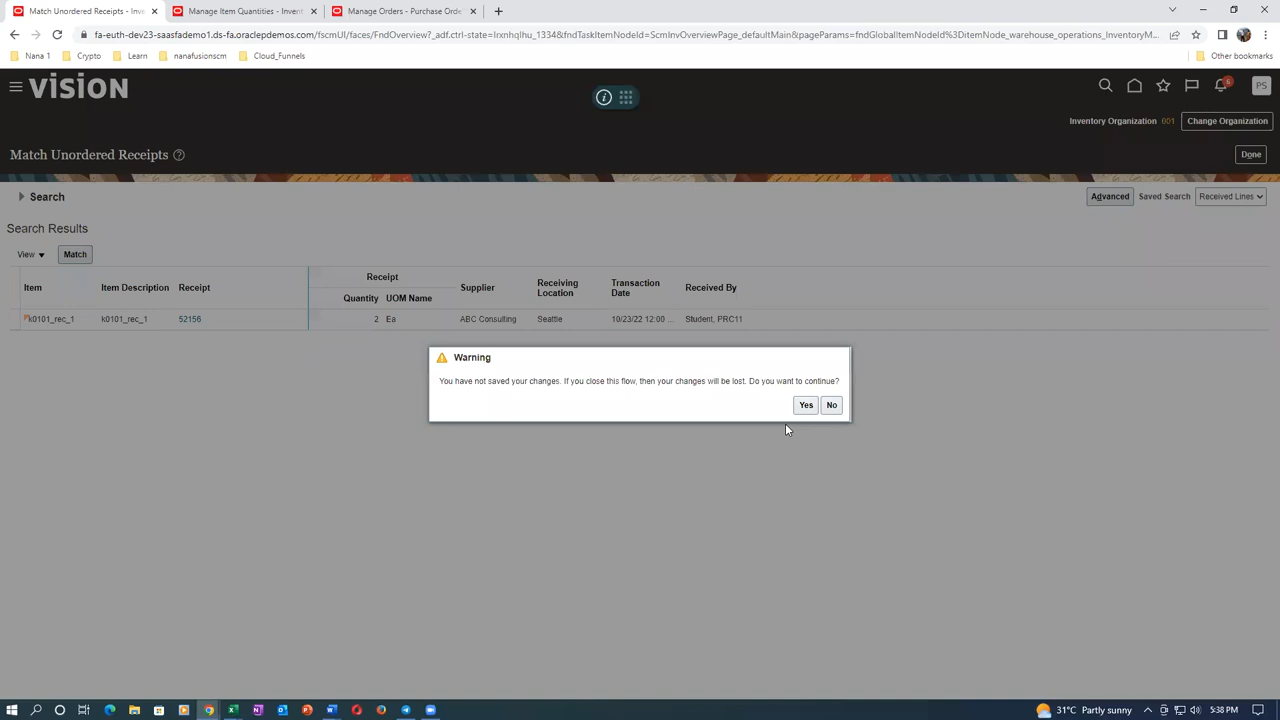 Match Unordered Receipts - Inve
Manage Item Quantities - Invent
Manage Orders - Purchase Orde
fa-euth-dev23-saasfademo1.ds-fa.oraclepdemos.com/fscmUI/faces/FndOverview?_adf.ctrl-state=lrxnhqlhu_1334&fndTaskItemNodeId=ScmInvOverviewPage_defaultMain&pageParams=fndGlobalItemNodeId%3DitemNode_warehouse_operations_InventoryM...
Nana 1
Crypto
Learn
nanafusionscm
Cloud_Funnels
Other bookmarks
VISION
6
PS
Inventory Organization 001
Change Organization
Match Unordered Receipts
Done
Search
Advanced
Saved Search
Received Lines
Search Results
View
Match
Item
Item Description
Receipt
Receipt
Quantity
UOM Name
Supplier
Receiving
Location
Transaction
Date
Received By
k0101_rec_1
k0101_rec_1
52156
2
Ea
ABC Consulting
Seattle
10/23/22 12:00 ...
Student, PRC11
Warning
You have not saved your changes. If you close this flow, then your changes will be lost. Do you want to continue?
Yes
No
31°C Partly sunny
5:38 PM